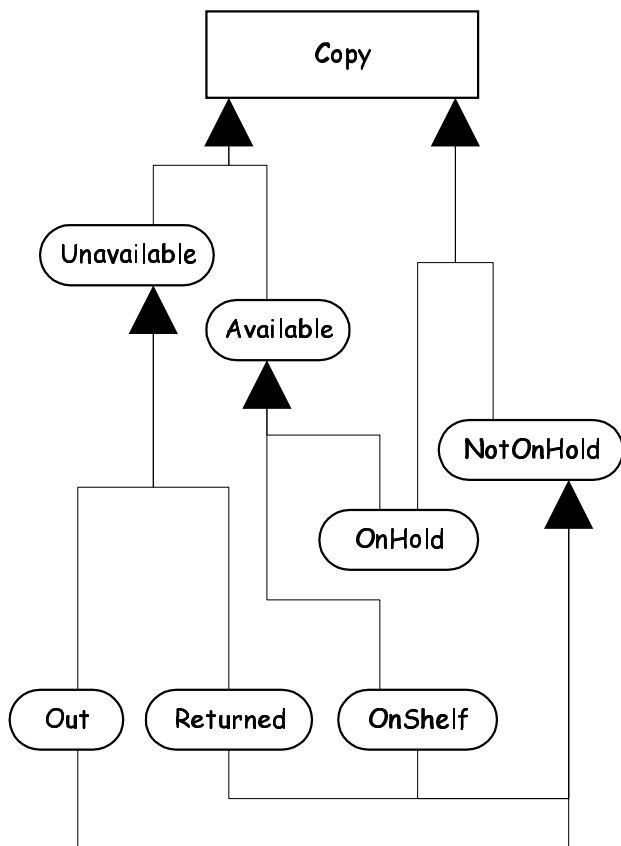 Copy
Unavailable
Available
NotOnHold
OnHold
Out
Returned
OnShelf